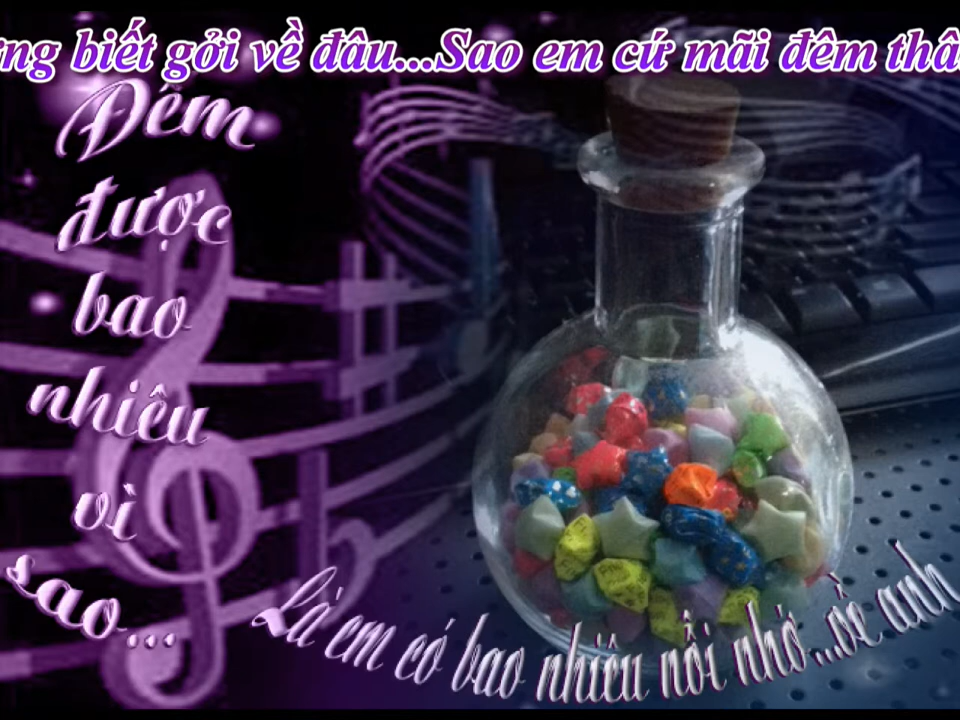 biết gởi về đâu...Sao em cứ mãi đêm
Đếm
được
bao
nhiêu
vì
sao...
Là em có bao nhiêu nỗi nhớ...về anh